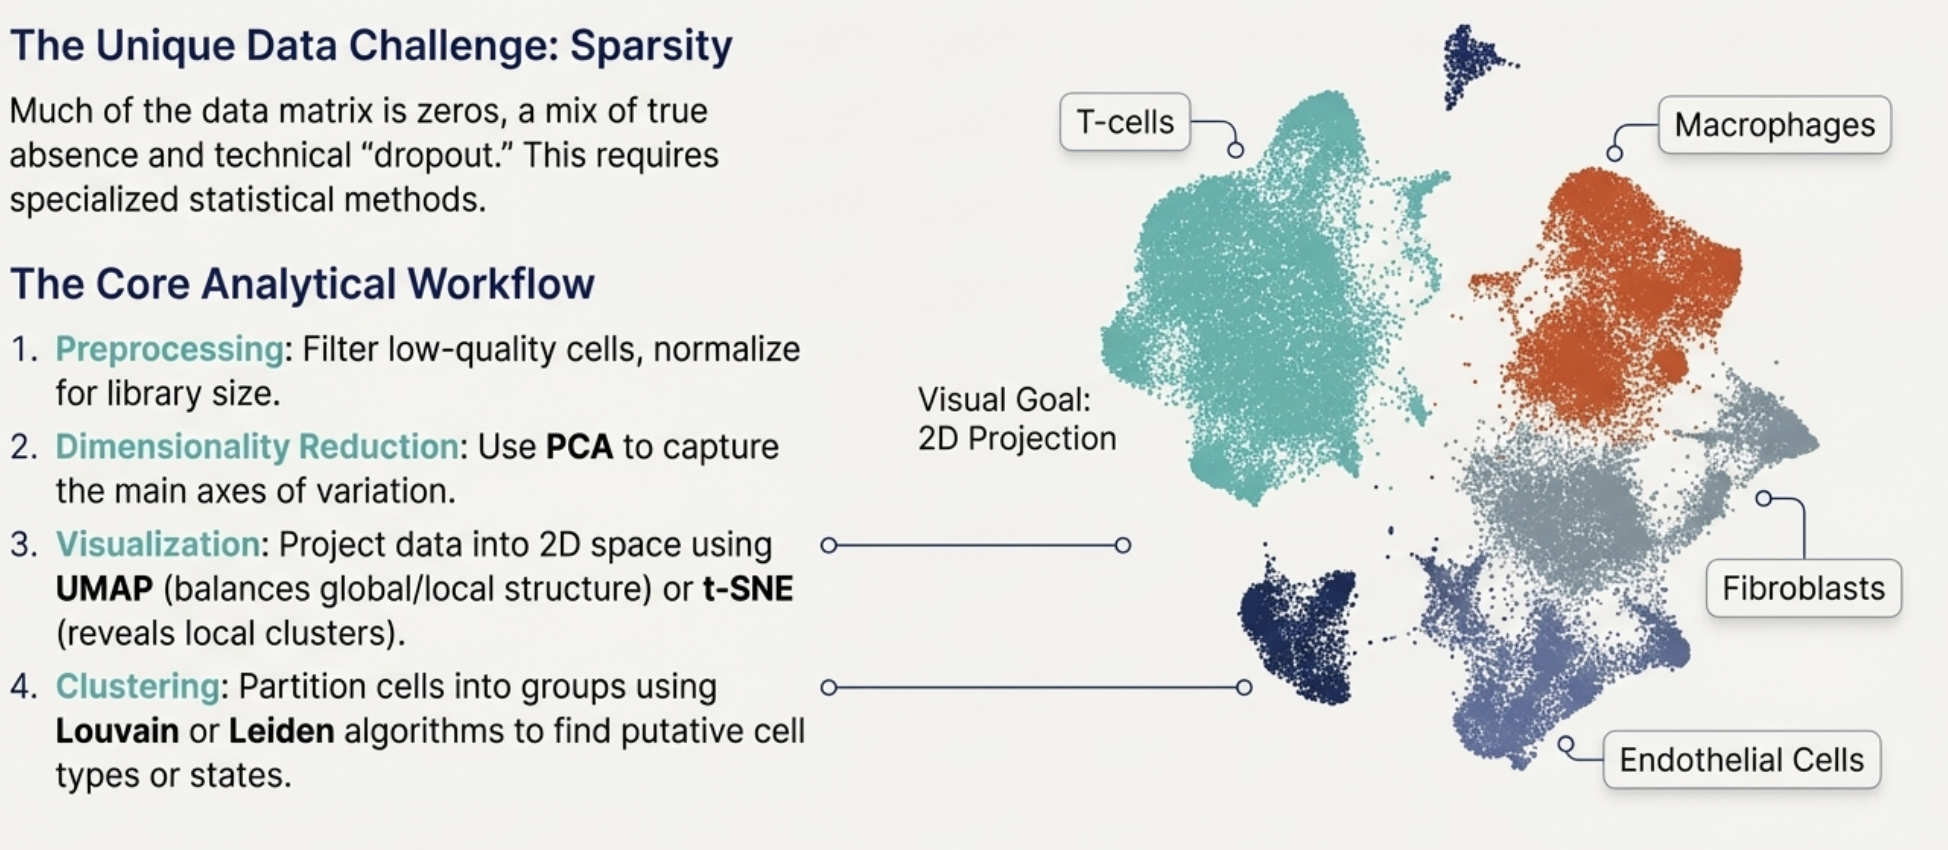 The Unique Data Challenge: Sparsity
Much of the data matrix is zeros, a mix of true
absence and technical “dropout.” This requires
specialized statistical methods.
The Core Analytical Workflow
1. Preprocessing: Filter low-quality cells, normalize
for library size.
2. Dimensionality Reduction: Use PCA to capture
the main axes of variation.
3. Visualization: Project data into 2D space using
UMAP (balances global/local structure) or t-SNE
(reveals local clusters).
4. Clustering: Partition cells into groups using
Louvain or Leiden algorithms to find putative cell
types or states.
Visual Goal:
2D Projection
T-cells
Macrophages
Fibroblasts
Endothelial Cells